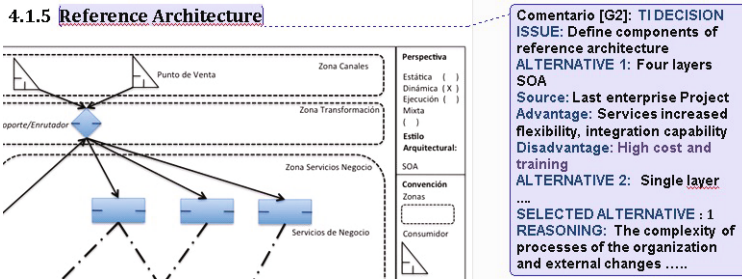 4.1.5 Reference Architecture
Zona Canales
Punto de Venta
Zona Transformación
oporte/Enrutador
Zona Servicios Negocio
Servicios de Negocio
Perspectiva
Estática ( )
Dinámica ( X )
Ejecución ( )
Mixta
( )
Estilo
Arquitectural:
SOA
Convención
Zonas
Consumidor
Comentario [G2]: TI DECISION
ISSUE: Define components of
reference architecture
ALTERNATIVE 1: Four layers
SOA
Source: Last enterprise Project
Advantage: Services increased
flexibility, integration capability
Disadvantage: High cost and
training
ALTERNATIVE 2: Single layer
....
SELECTED ALTERNATIVE : 1
REASONING: The complexity of
processes of the organization
and external changes .....